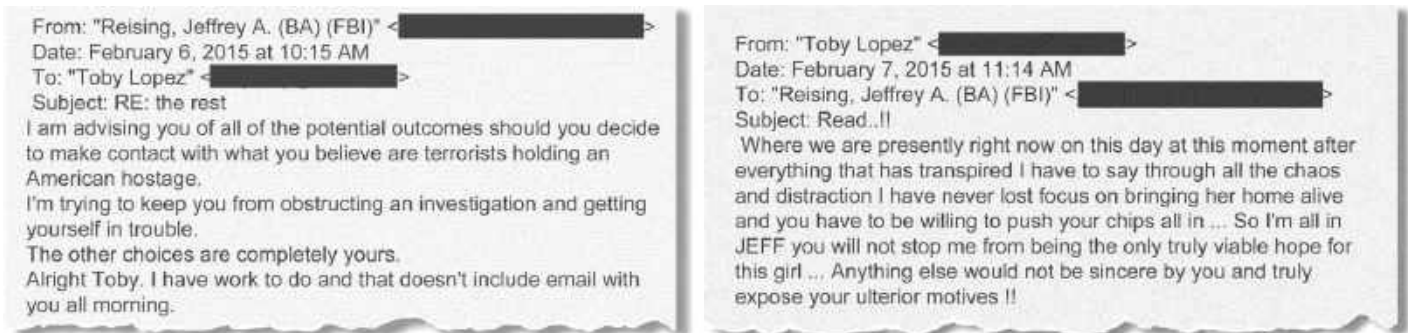 From: "Reising, Jeffrey A. (BA) (FBI)" < >
Date: February 6, 2015 at 10:15 AM
To: "Toby Lopez" < >
Subject: RE: the rest
I am advising you of all of the potential outcomes should you decide
to make contact with what you believe are terrorists holding an
American hostage.
I'm trying to keep you from obstructing an investigation and getting
yourself in trouble.
The other choices are completely yours.
Alright Toby. I have work to do and that doesn't include email with
you all morning.
From: "Toby Lopez" < >
Date: February 7, 2015 at 11:14 AM
To: "Reising, Jeffrey A. (BA) (FBI)" < >
Subject: Read..!!
Where we are presently right now on this day at this moment after
everything that has transpired I have to say through all the chaos
and distraction I have never lost focus on bringing her home alive
and you have to be willing to push your chips all in ... So I'm all in
JEFF you will not stop me from being the only truly viable hope for
this girl ... Anything else would not be sincere by you and truly
expose your ulterior motives !!